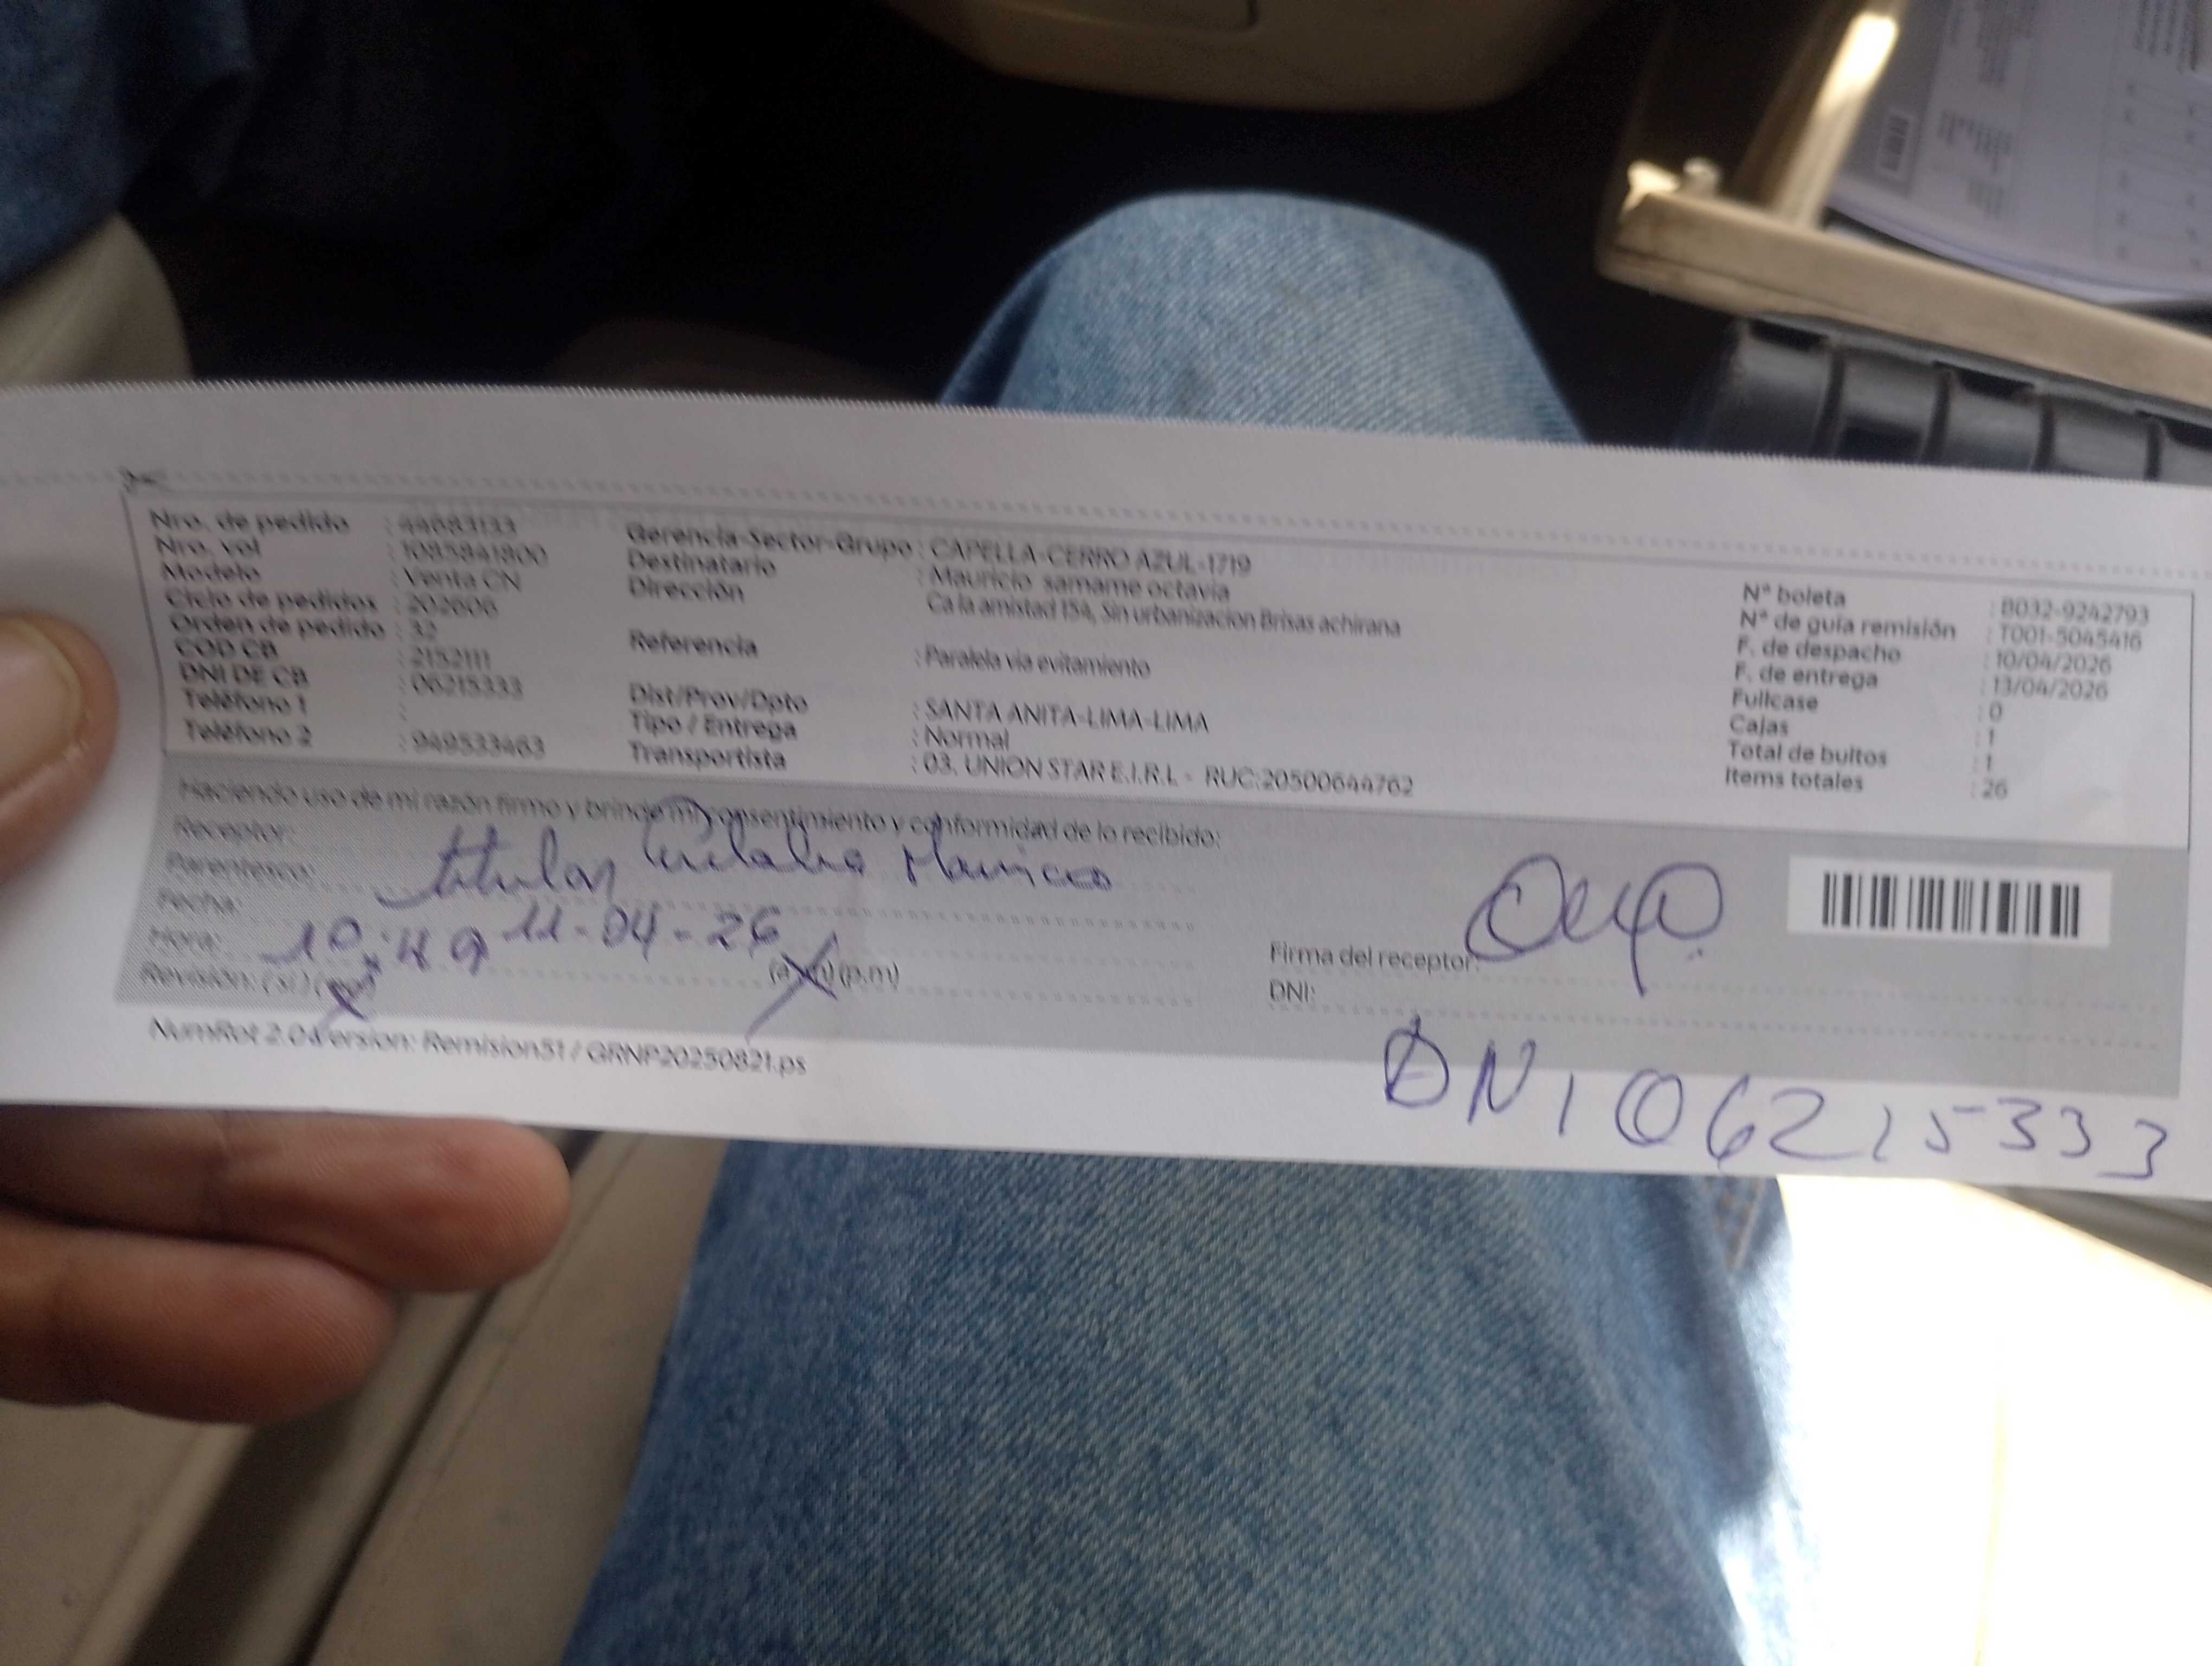 Nro. de pedido : 44683133
Nro. vol : 1085841800
Modelo : Venta CN
Ciclo de pedidos : 202606
Orden de pedido : 32
COD CB : 2152111
DNI DE CB : 06215333
Teléfono 1 :
Teléfono 2 : 949533463
Gerencia-Sector-Grupo : CAPELLA-CERRO AZUL-1719
Destinatario : Mauricio samame octavia
Dirección Ca la amistad 154, Sin urbanizacion Brisas achirana
Referencia : Paralela via evitamiento
Dist/Prov/Dpto : SANTA ANITA-LIMA-LIMA
Tipo / Entrega : Normal
Transportista : 03. UNION STAR E.I.R.L - RUC:20500644762
N° boleta : B032-9242793
N° de guía remisión : T001-5045416
F. de despacho : 10/04/2026
F. de entrega : 13/04/2026
Fullcase : 0
Cajas : 1
Total de bultos : 1
Items totales : 26
Haciendo uso de mi razón firmo y brindo mi consentimiento y conformidad de lo recibido:
Receptor:
Parentesco: titular
Fecha: 11-04-26
Hora: 10:49 (a.m) (p.m)
Revisión: (si) (no)
Firma del receptor:
DNI:
DNI 06215333
NumRot 2.04Version: Remision51 / GRNP20250821.ps